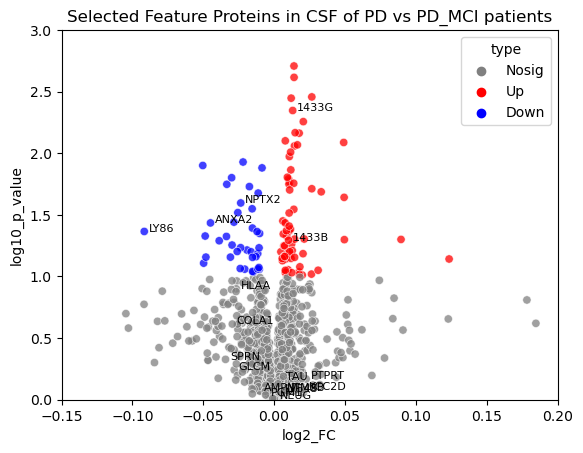 Selected Feature Proteins in CSF of PD vs PD_MCI patients
type
Nosig
Up
Down
1433G
NPTX2
ANXA2
LY86
1433B
HLAA
COLA1
SPRN
GLCM
TAU
PTPRT
NEUG
log10_p_value
3.0
2.5
2.0
1.5
1.0
0.5
0.0
−0.15
−0.10
−0.05
0.00
0.05
0.10
0.15
0.20
log2_FC